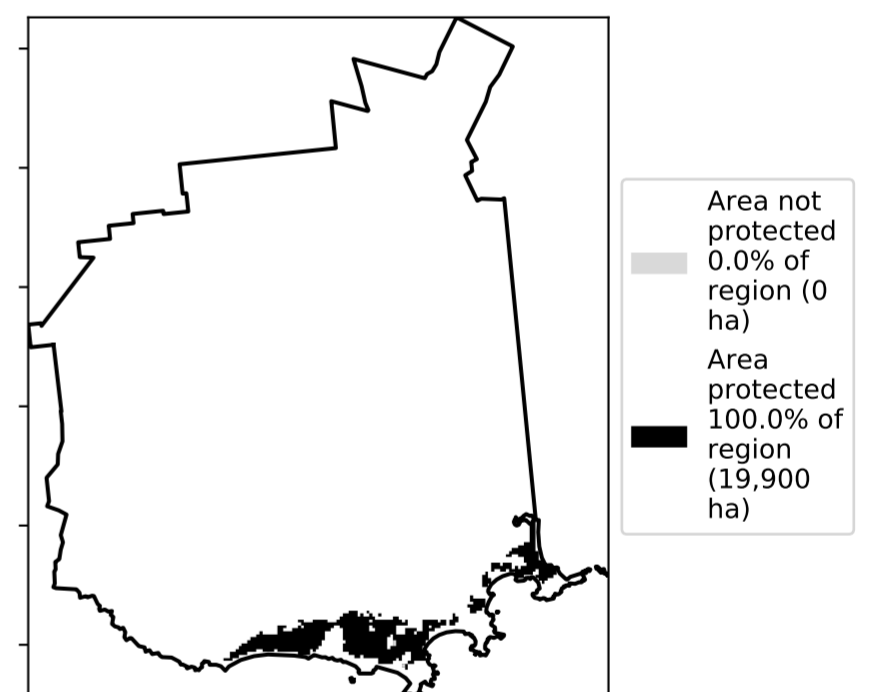 Area not
protected
0.0% of
region (0
ha)
Area
protected
100.0% of
region
(19,900
ha)